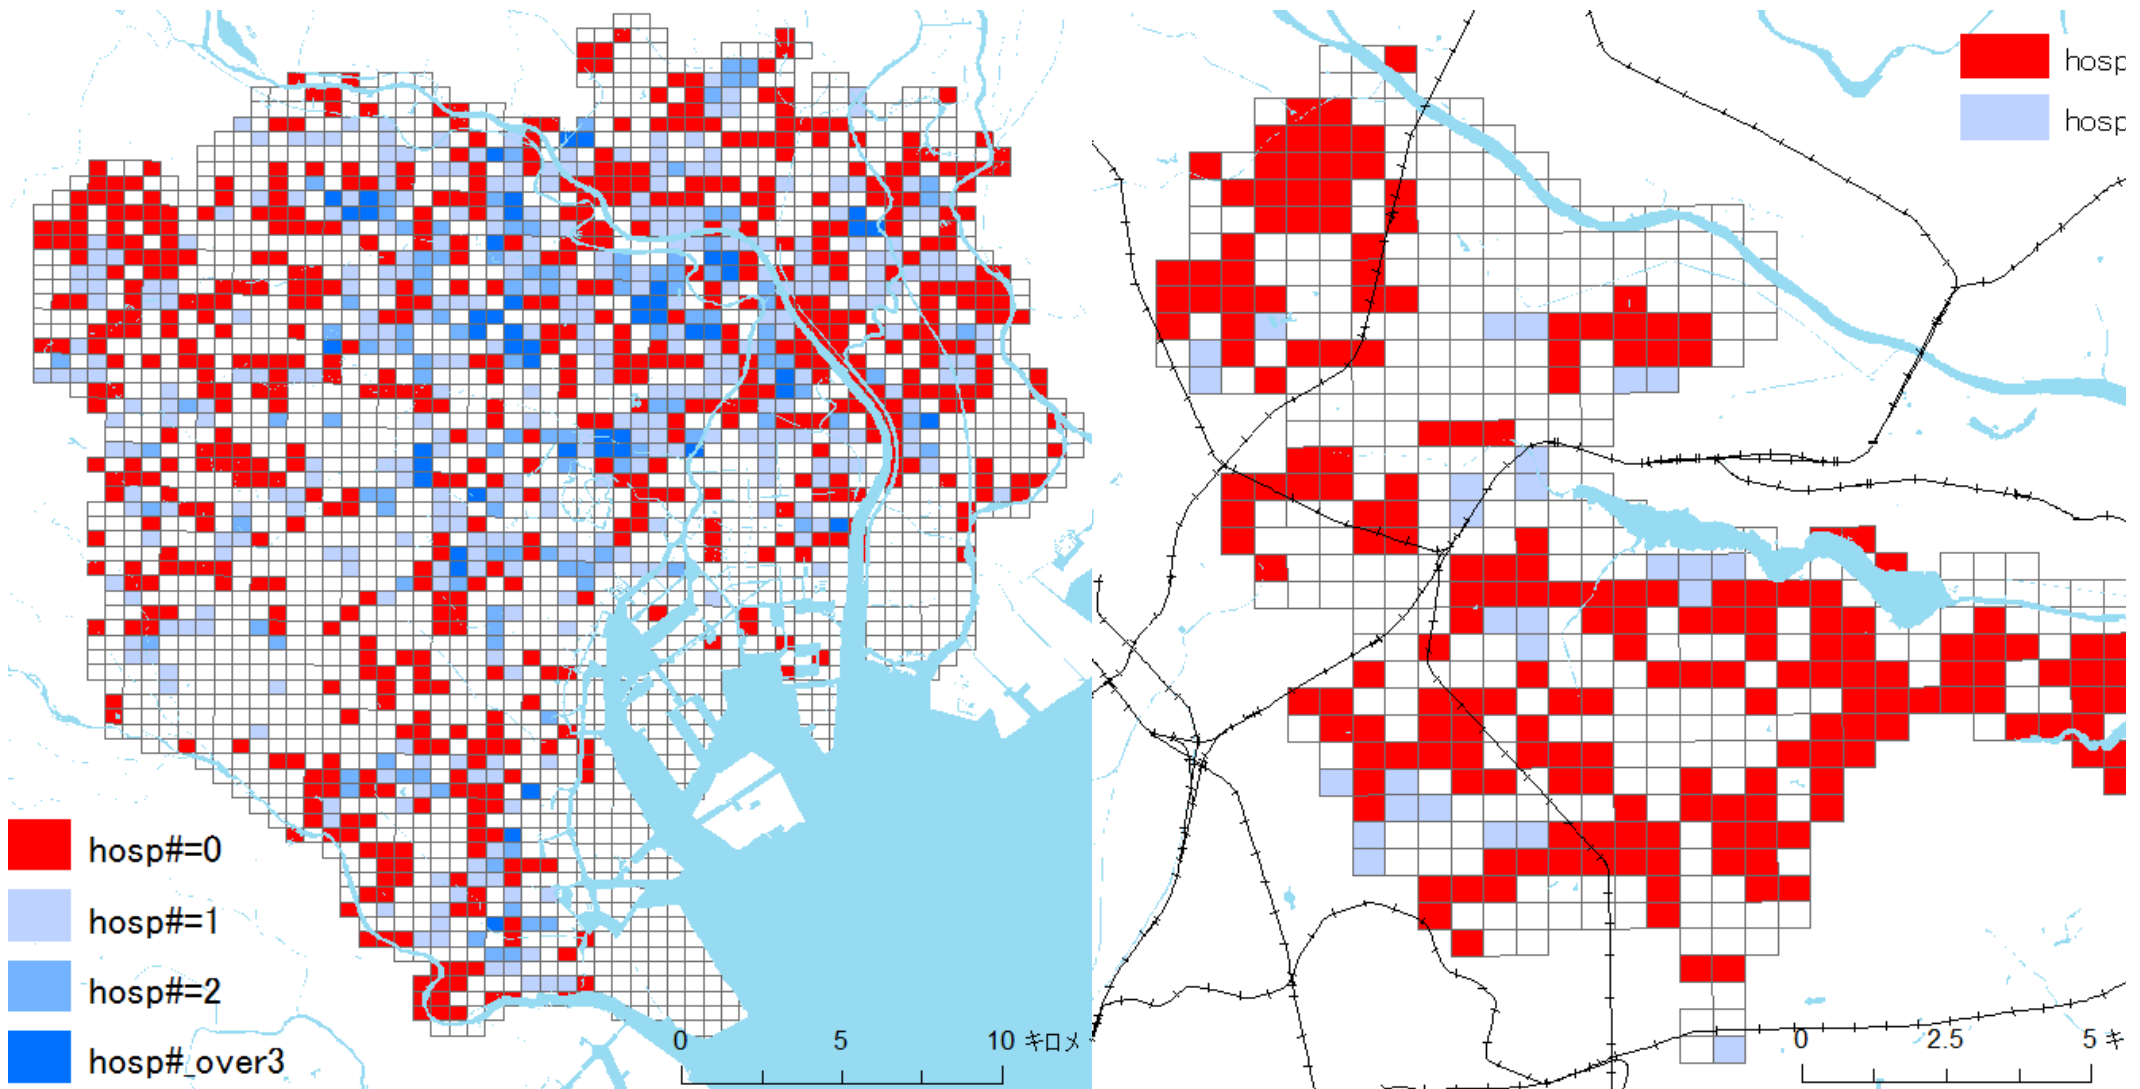 hosp#=0
hosp#=1
hosp#=2
hosp#_over3
0 5 10 キロメ
hosp
hosp
0 2.5 5 キ